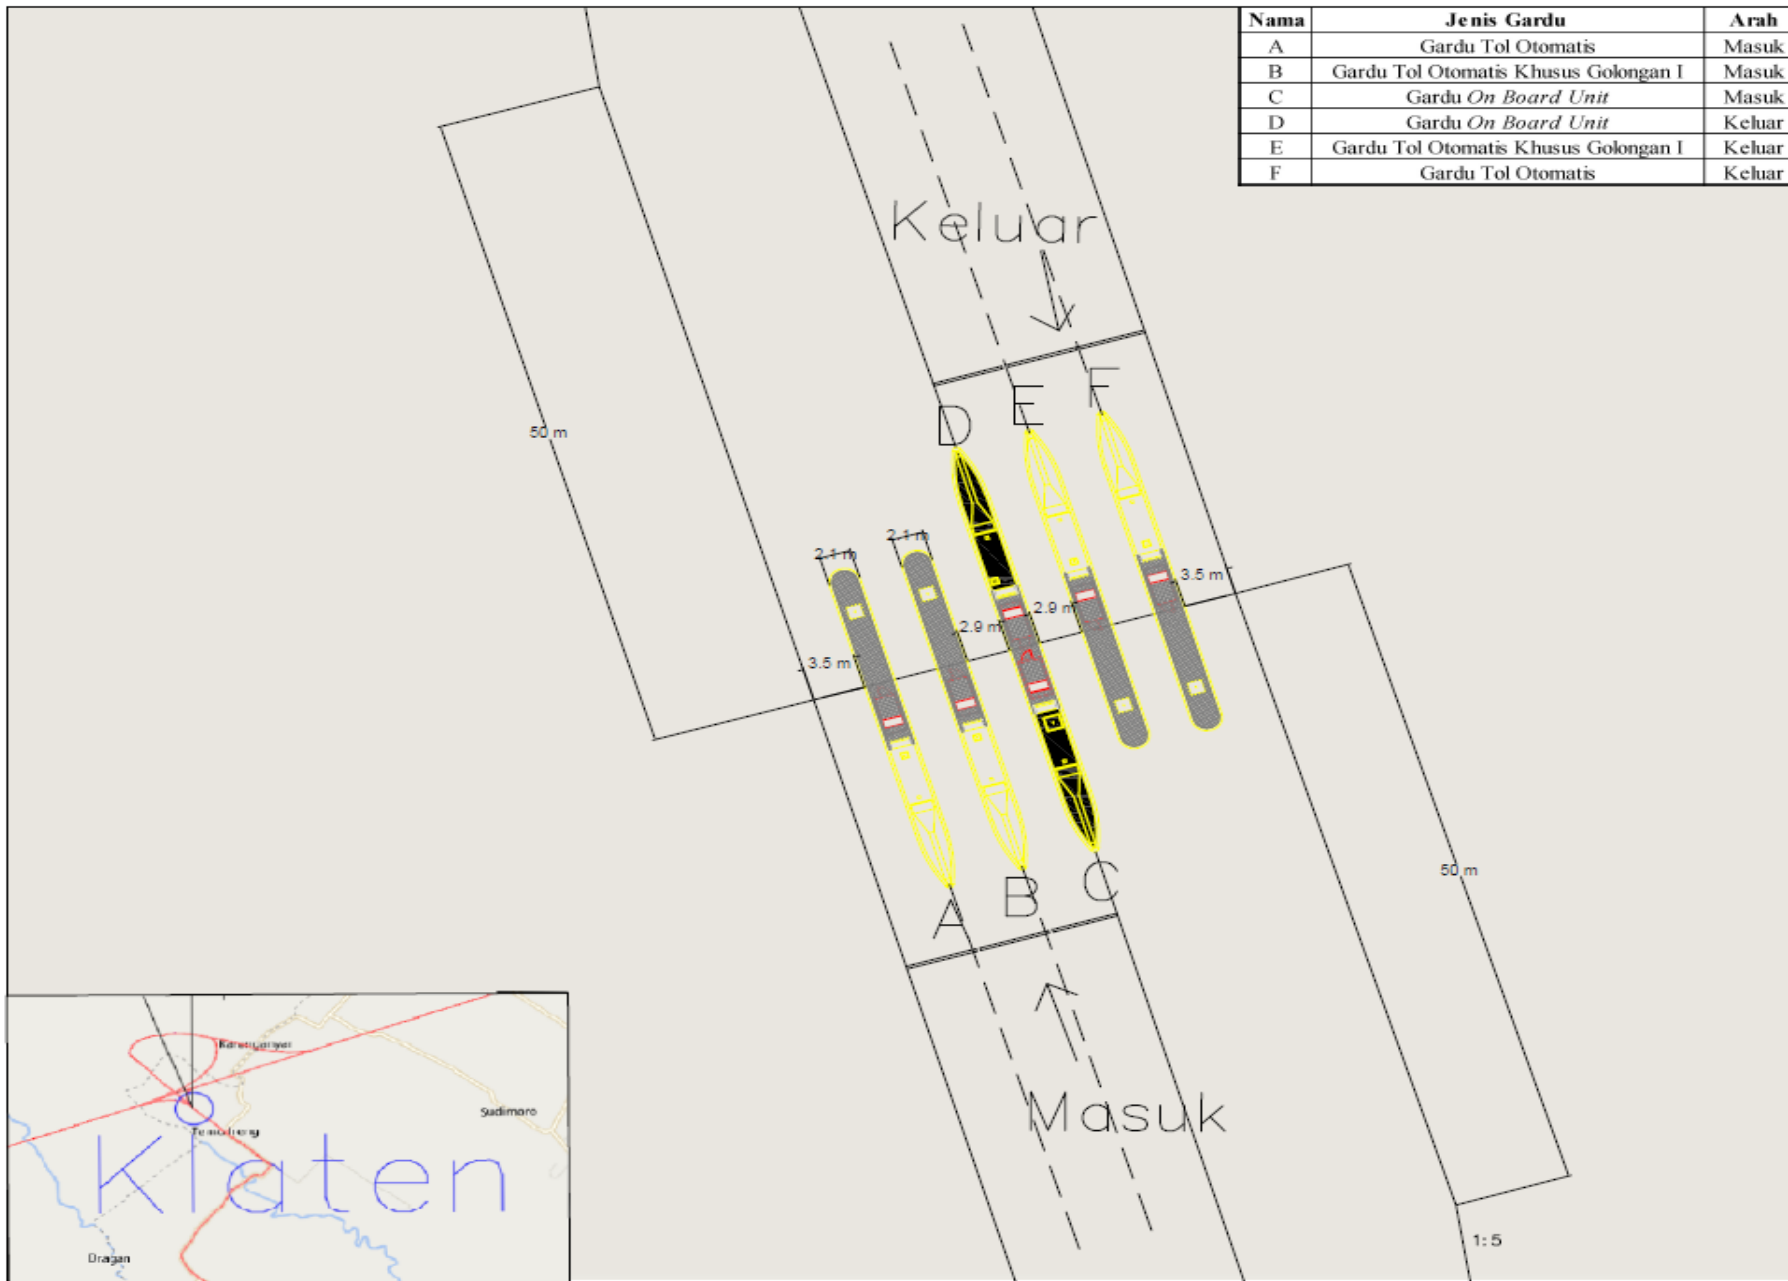 Nama Jenis Gardu Arah
A Gardu Tol Otomatis Masuk
B Gardu Tol Otomatis Khusus Golongan I Masuk
C Gardu On Board Unit Masuk
D Gardu On Board Unit Keluar
E Gardu Tol Otomatis Khusus Golongan I Keluar
F Gardu Tol Otomatis Keluar
Keluar
D E F
50 m
2.1 m 2.1 m
3.5 m 2.9 m 2.9 m 3.5 m
A B C
50 m
Masuk
1:5
Sudimoro
Klaten
Dragan